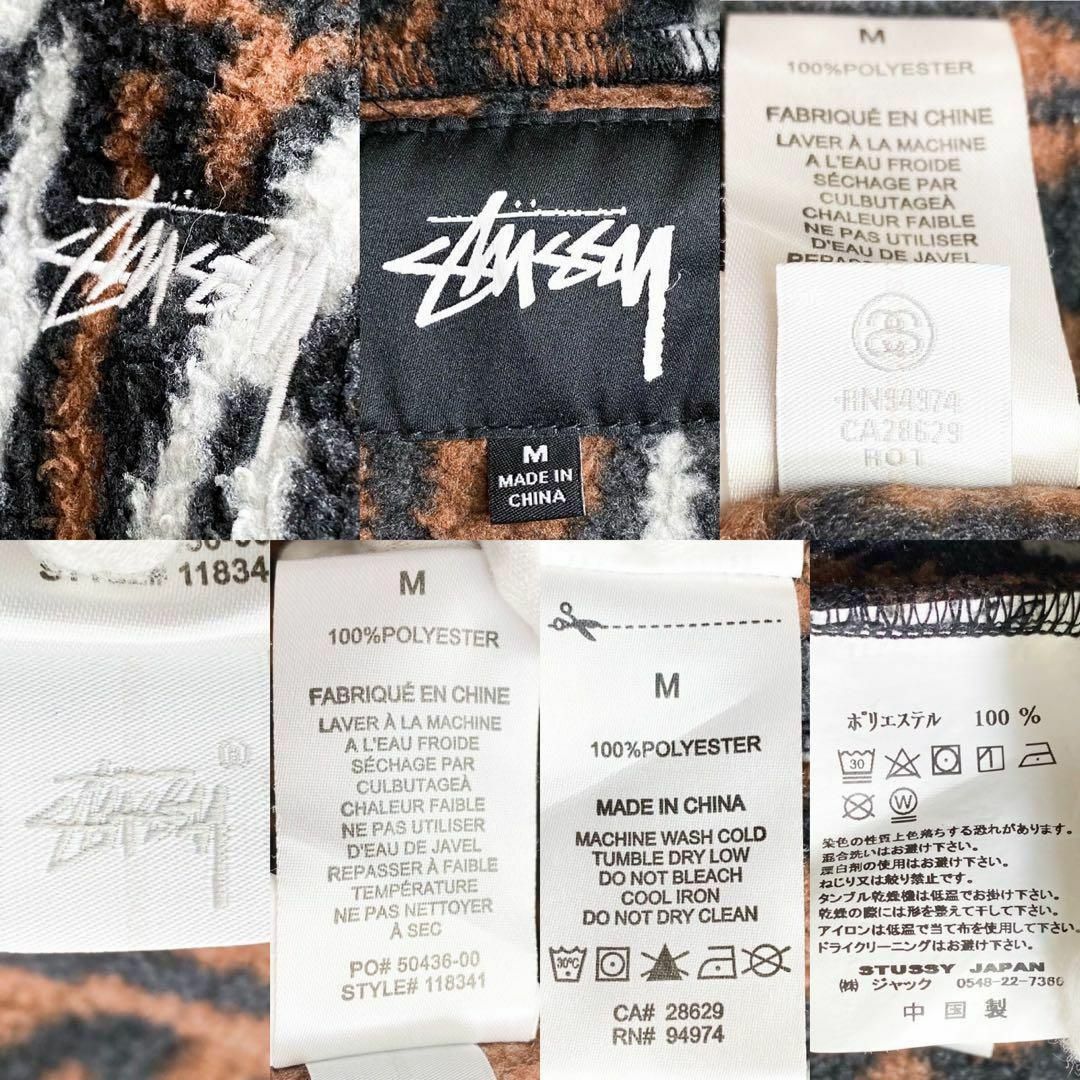 Stüssy
Stüssy
M
MADE IN
CHINA
M
100%POLYESTER
FABRIQUÉ EN CHINE
LAVER À LA MACHINE
A L'EAU FROIDE
SÉCHAGE PAR
CULBUTAGEÀ
CHALEUR FAIBLE
NE PAS UTILISER
D'EAU DE JAVEL
RN94974
CA28629
STYLE# 11834
Stüssy
M
100%POLYESTER
FABRIQUÉ EN CHINE
LAVER À LA MACHINE
A L'EAU FROIDE
SÉCHAGE PAR
CULBUTAGEÀ
CHALEUR FAIBLE
NE PAS UTILISER
D'EAU DE JAVEL
REPASSER À FAIBLE
TEMPÉRATURE
NE PAS NETTOYER
À SEC
PO# 50436-00
STYLE# 118341
M
100%POLYESTER
MADE IN CHINA
MACHINE WASH COLD
TUMBLE DRY LOW
DO NOT BLEACH
COOL IRON
DO NOT DRY CLEAN
30°C
CA# 28629
RN# 94974
ポリエステル 100 %
30
W
染色の性質上色落ちする恐れがあります。
混合洗いはお避け下さい。
漂白剤の使用はお避け下さい。
ねじり又は絞り禁止です。
タンブル乾燥機は低温でお掛け下さい。
乾燥の際には形を整えて干して下さい。
アイロンは低温で当て布を使用して下さい。
ドライクリーニングはお避け下さい。
STUSSY JAPAN
㈱ ジャック 0548-22-7366
中国製